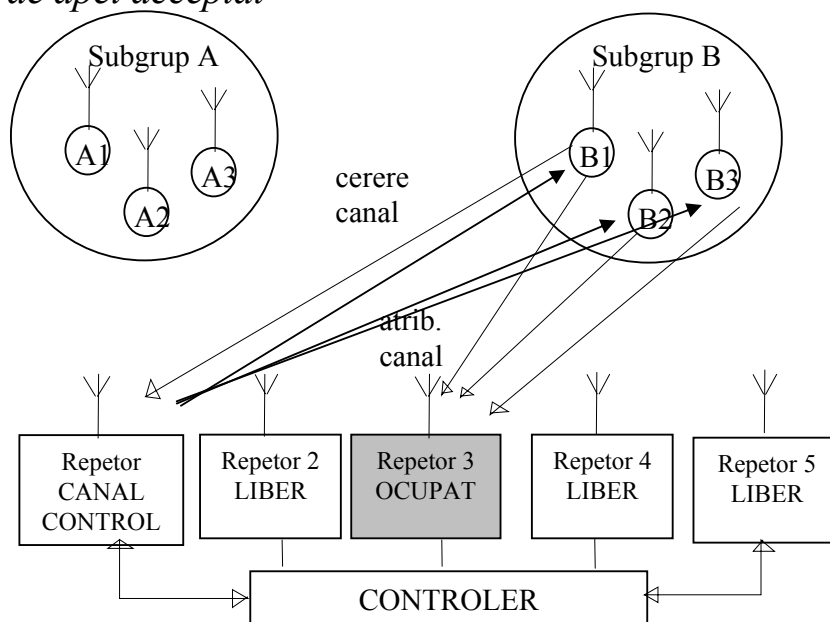 de apel acceptat
Subgrup A
Subgrup B
A1
A2
A3
B1
B2
B3
cerere
canal
atrib.
canal
Repetor
CANAL
CONTROL
Repetor 2
LIBER
Repetor 3
OCUPAT
Repetor 4
LIBER
Repetor 5
LIBER
CONTROLER